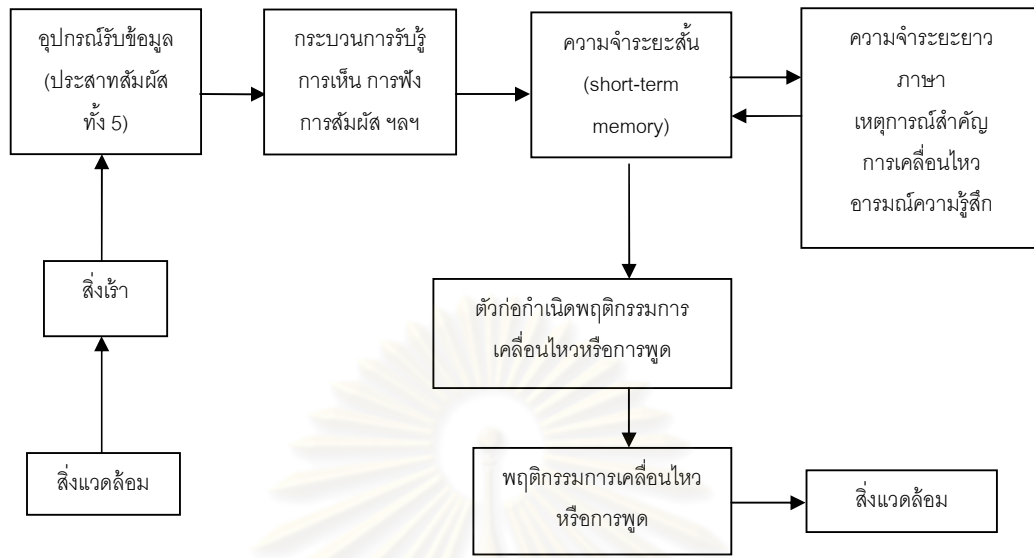 อุปกรณ์รับข้อมูล
(ประสาทสัมผัส
ทั้ง 5)
กระบวนการรับรู้
การเห็น การฟัง
การสัมผัส ฯลฯ
ความจำระยะสั้น
(short-term
memory)
ความจำระยะยาว
ภาษา
เหตุการณ์สำคัญ
การเคลื่อนไหว
อารมณ์ความรู้สึก
สิ่งเร้า
ตัวก่อกำเนิดพฤติกรรมการ
เคลื่อนไหวหรือการพูด
สิ่งแวดล้อม
พฤติกรรมการเคลื่อนไหว
หรือการพูด
สิ่งแวดล้อม